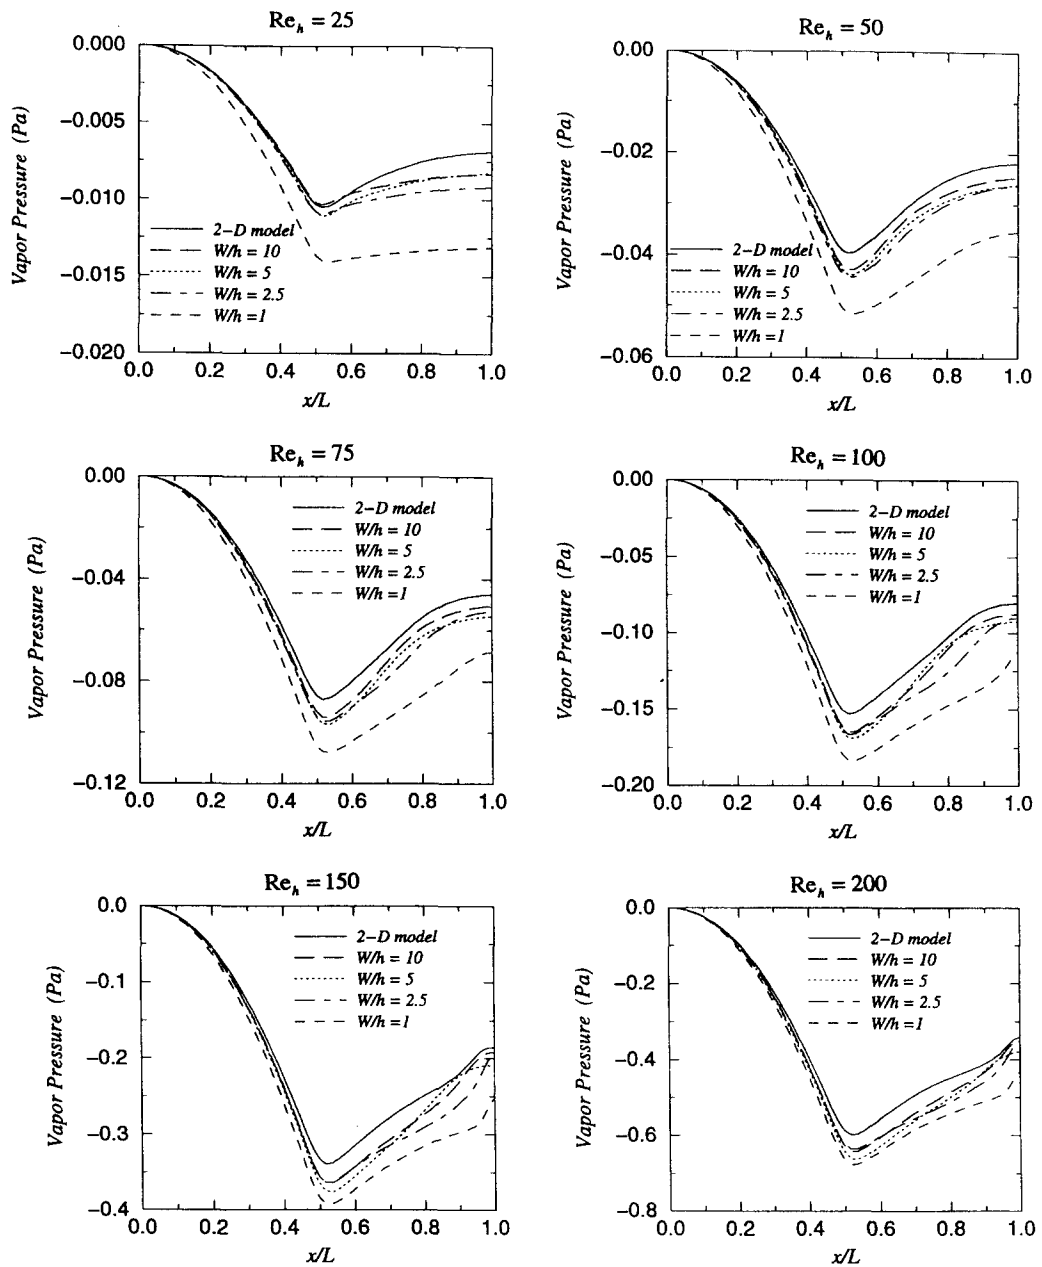 Re_h = 25
0.000
−0.005
−0.010
−0.015
−0.020
Vapor Pressure (Pa)
2−D model
W/h = 10
W/h = 5
W/h = 2.5
W/h =1
0.0 0.2 0.4 0.6 0.8 1.0
x/L
Re_h = 50
0.00
−0.02
−0.04
−0.06
Vapor Pressure (Pa)
2−D model
W/h = 10
W/h = 5
W/h = 2.5
W/h =1
0.0 0.2 0.4 0.6 0.8 1.0
x/L
Re_h = 75
0.00
−0.04
−0.08
−0.12
Vapor Pressure (Pa)
2−D model
W/h = 10
W/h = 5
W/h = 2.5
W/h =1
0.0 0.2 0.4 0.6 0.8 1.0
x/L
Re_h = 100
0.00
−0.05
−0.10
−0.15
−0.20
Vapor Pressure (Pa)
2−D model
W/h = 10
W/h = 5
W/h = 2.5
W/h =1
0.0 0.2 0.4 0.6 0.8 1.0
x/L
Re_h = 150
0.0
−0.1
−0.2
−0.3
−0.4
Vapor Pressure (Pa)
2−D model
W/h = 10
W/h = 5
W/h = 2.5
W/h =1
0.0 0.2 0.4 0.6 0.8 1.0
x/L
Re_h = 200
0.0
−0.2
−0.4
−0.6
−0.8
Vapor Pressure (Pa)
2−D model
W/h = 10
W/h = 5
W/h = 2.5
W/h =1
0.0 0.2 0.4 0.6 0.8 1.0
x/L